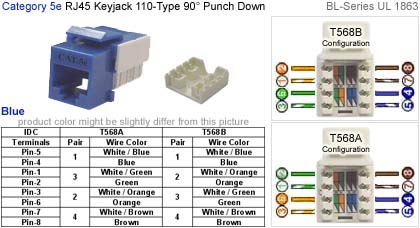 Category 5e RJ45 Keyjack 110-Type 90° Punch Down
BL-Series UL 1863
CAT.5e
Blue
product color might be slightly differ from this picture
IDC T568A T568B
Terminals Pair Wire Color Pair Wire Color
Pin-5 1 White / Blue 1 White / Blue
Pin-4 Blue Blue
Pin-1 3 White / Green 2 White / Orange
Pin-2 Green Orange
Pin-3 2 White / Orange 3 White / Green
Pin-6 Orange Green
Pin-7 4 White / Brown 4 White / Brown
Pin-8 Brown Brown
T568B
Configuration
T568A
Configuration